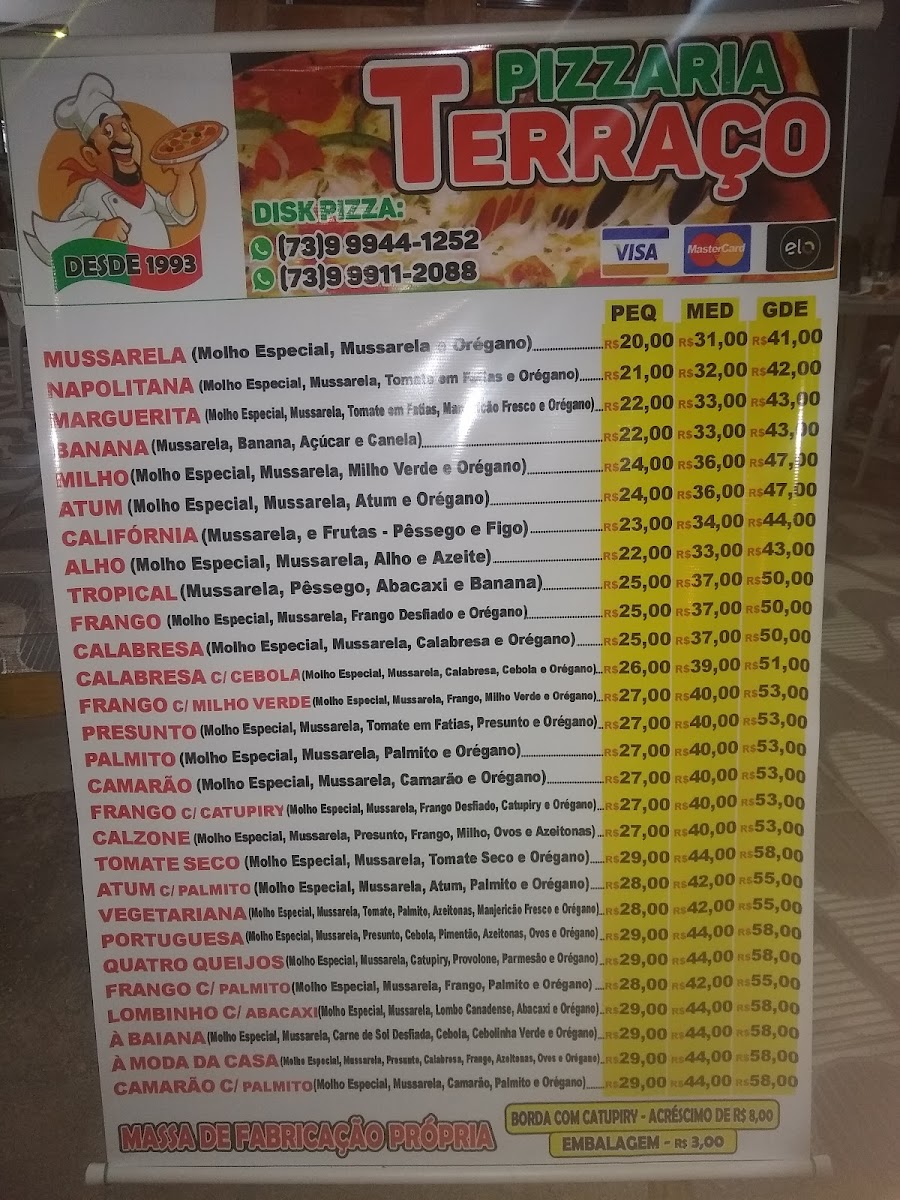 PIZZARIA
TERRAÇO
DESDE 1993
DISK PIZZA:
(73)9 9944-1252
(73)9 9911-2088
VISA MasterCard elo
PEQ MED GDE
MUSSARELA (Molho Especial, Mussarela e Orégano) R$20,00 R$31,00 R$41,00
NAPOLITANA (Molho Especial, Mussarela, Tomate em Fatias e Orégano) R$21,00 R$32,00 R$42,00
MARGUERITA (Molho Especial, Mussarela, Tomate em Fatias, Manjericão Fresco e Orégano) R$22,00 R$33,00 R$43,00
BANANA (Mussarela, Banana, Açúcar e Canela) R$22,00 R$33,00 R$43,00
MILHO (Molho Especial, Mussarela, Milho Verde e Orégano) R$24,00 R$36,00 R$47,00
ATUM (Molho Especial, Mussarela, Atum e Orégano) R$24,00 R$36,00 R$47,00
CALIFÓRNIA (Mussarela, e Frutas - Pêssego e Figo) R$23,00 R$34,00 R$44,00
ALHO (Molho Especial, Mussarela, Alho e Azeite) R$22,00 R$33,00 R$43,00
TROPICAL (Mussarela, Pêssego, Abacaxi e Banana) R$25,00 R$37,00 R$50,00
FRANGO (Molho Especial, Mussarela, Frango Desfiado e Orégano) R$25,00 R$37,00 R$50,00
CALABRESA (Molho Especial, Mussarela, Calabresa e Orégano) R$25,00 R$37,00 R$50,00
CALABRESA C/ CEBOLA (Molho Especial, Mussarela, Calabresa, Cebola e Orégano) R$26,00 R$39,00 R$51,00
FRANGO C/ MILHO VERDE (Molho Especial, Mussarela, Frango, Milho Verde e Orégano) R$27,00 R$40,00 R$53,00
PRESUNTO (Molho Especial, Mussarela, Tomate em Fatias, Presunto e Orégano) R$27,00 R$40,00 R$53,00
PALMITO (Molho Especial, Mussarela, Palmito e Orégano) R$27,00 R$40,00 R$53,00
CAMARÃO (Molho Especial, Mussarela, Camarão e Orégano) R$27,00 R$40,00 R$53,00
FRANGO C/ CATUPIRY (Molho Especial, Mussarela, Frango Desfiado, Catupiry e Orégano) R$27,00 R$40,00 R$53,00
CALZONE (Molho Especial, Mussarela, Presunto, Frango, Milho, Ovos e Azeitonas) R$27,00 R$40,00 R$53,00
TOMATE SECO (Molho Especial, Mussarela, Tomate Seco e Orégano) R$29,00 R$44,00 R$58,00
ATUM C/ PALMITO (Molho Especial, Mussarela, Atum, Palmito e Orégano) R$28,00 R$42,00 R$55,00
VEGETARIANA (Molho Especial, Mussarela, Tomate, Palmito, Azeitonas, Manjericão Fresco e Orégano) R$28,00 R$42,00 R$55,00
PORTUGUESA (Molho Especial, Mussarela, Presunto, Cebola, Pimentão, Azeitonas, Ovos e Orégano) R$29,00 R$44,00 R$58,00
QUATRO QUEIJOS (Molho Especial, Mussarela, Catupiry, Provolone, Parmesão e Orégano) R$29,00 R$44,00 R$58,00
FRANGO C/ PALMITO (Molho Especial, Mussarela, Frango, Palmito e Orégano) R$28,00 R$42,00 R$55,00
LOMBINHO C/ ABACAXI (Molho Especial, Mussarela, Lombo Canadense, Abacaxi e Orégano) R$29,00 R$44,00 R$58,00
À BAIANA (Molho Especial, Mussarela, Carne de Sol Desfiada, Cebola, Cebolinha Verde e Orégano) R$29,00 R$44,00 R$58,00
À MODA DA CASA (Molho Especial, Mussarela, Presunto, Calabresa, Frango, Azeitonas, Ovos e Orégano) R$29,00 R$44,00 R$58,00
CAMARÃO C/ PALMITO (Molho Especial, Mussarela, Camarão, Palmito e Orégano) R$29,00 R$44,00 R$58,00
MASSA DE FABRICAÇÃO PRÓPRIA
BORDA COM CATUPIRY - ACRÉSCIMO DE R$ 8,00
EMBALAGEM - R$ 3,00